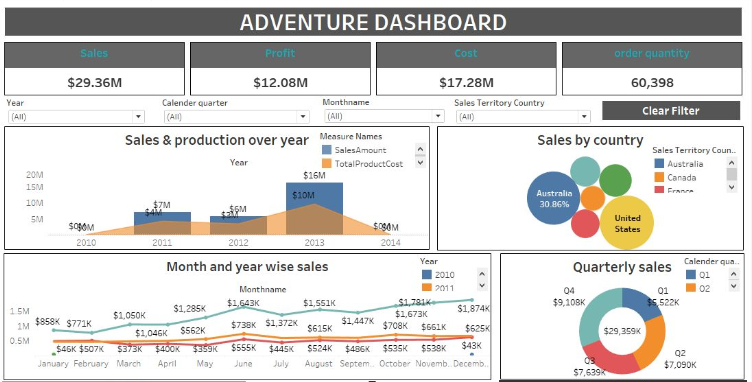 ADVENTURE DASHBOARD
Sales Profit Cost order quantity
$29.36M $12.08M $17.28M 60,398
Year Calender quarter Monthname Sales Territory Country
(All) (All) (All) (All) Clear Filter
Sales & production over year
Measure Names
SalesAmount
TotalProductCost
Year
20M
15M
10M
5M
$0M $0M
$7M
$4M
$6M
$3M
$16M
$10M
$0M $0M
2010 2011 2012 2013 2014
Sales by country
Sales Territory Coun..
Australia
Canada
France
Australia
30.86%
United
States
Month and year wise sales
Year
2010
2011
Monthname
1.5M
1M
0.5M
$858K $771K $1,050K $1,046K $1,285K $1,643K $1,372K $1,551K $1,447K $1,673K $1,781K $1,874K
$562K $738K $615K $708K $661K $625K
$46K $507K $373K $400K $359K $555K $445K $524K $486K $535K $538K $43K
January February March April May June July August Septem.. October November Decemb..
Quarterly sales
Calender qua..
Q1
Q2
Q4
$9,108K
Q1
$5,522K
$29,359K
Q3
$7,639K
Q2
$7,090K